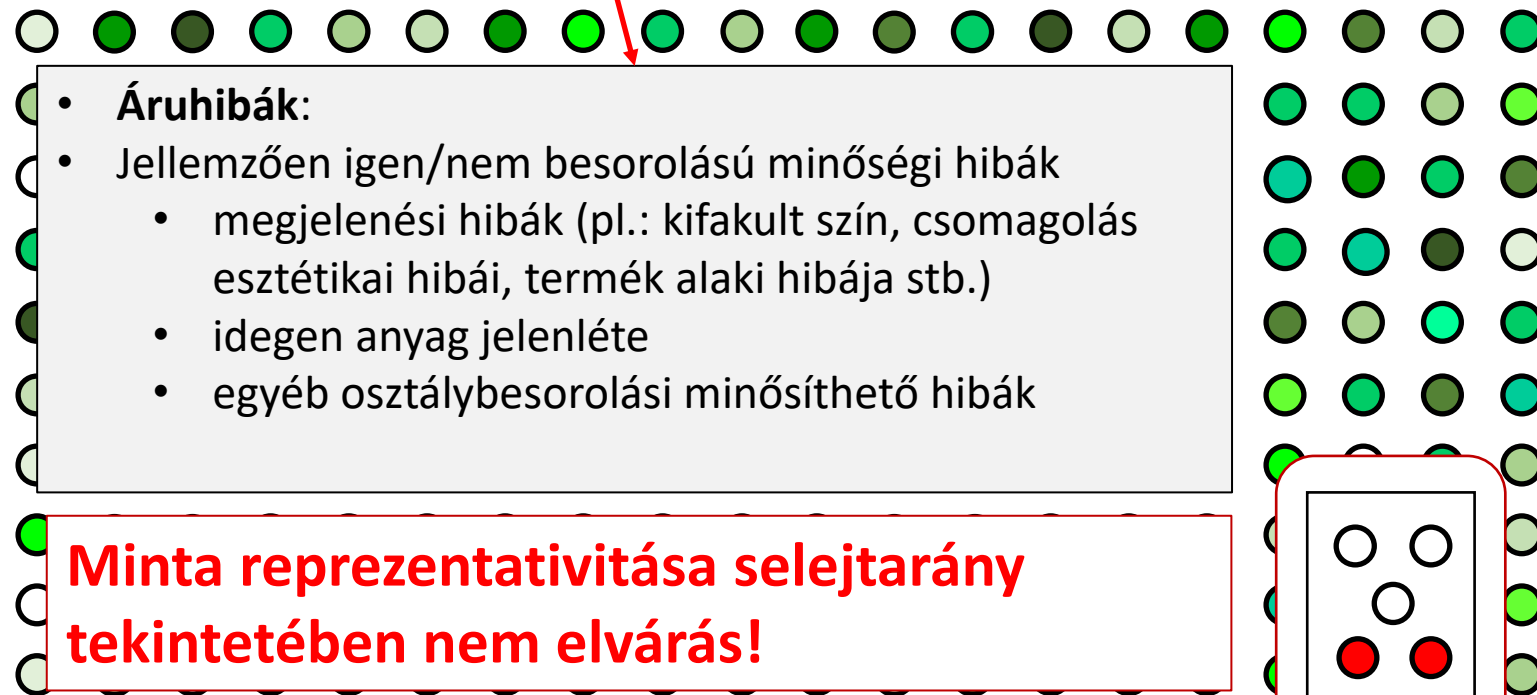 • Áruhibák:
• Jellemzően igen/nem besorolású minőségi hibák
• megjelenési hibák (pl.: kifakult szín, csomagolás
esztétikai hibái, termék alaki hibája stb.)
• idegen anyag jelenléte
• egyéb osztálybesorolási minősíthető hibák
Minta reprezentativitása selejtarány
tekintetében nem elvárás!